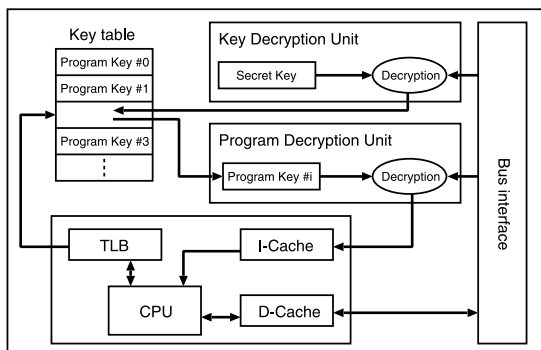 Key table
Program Key #0
Program Key #1
Program Key #3
Key Decryption Unit
Secret Key
Decryption
Program Decryption Unit
Program Key #i
Decryption
Bus interface
TLB
I-Cache
CPU
D-Cache